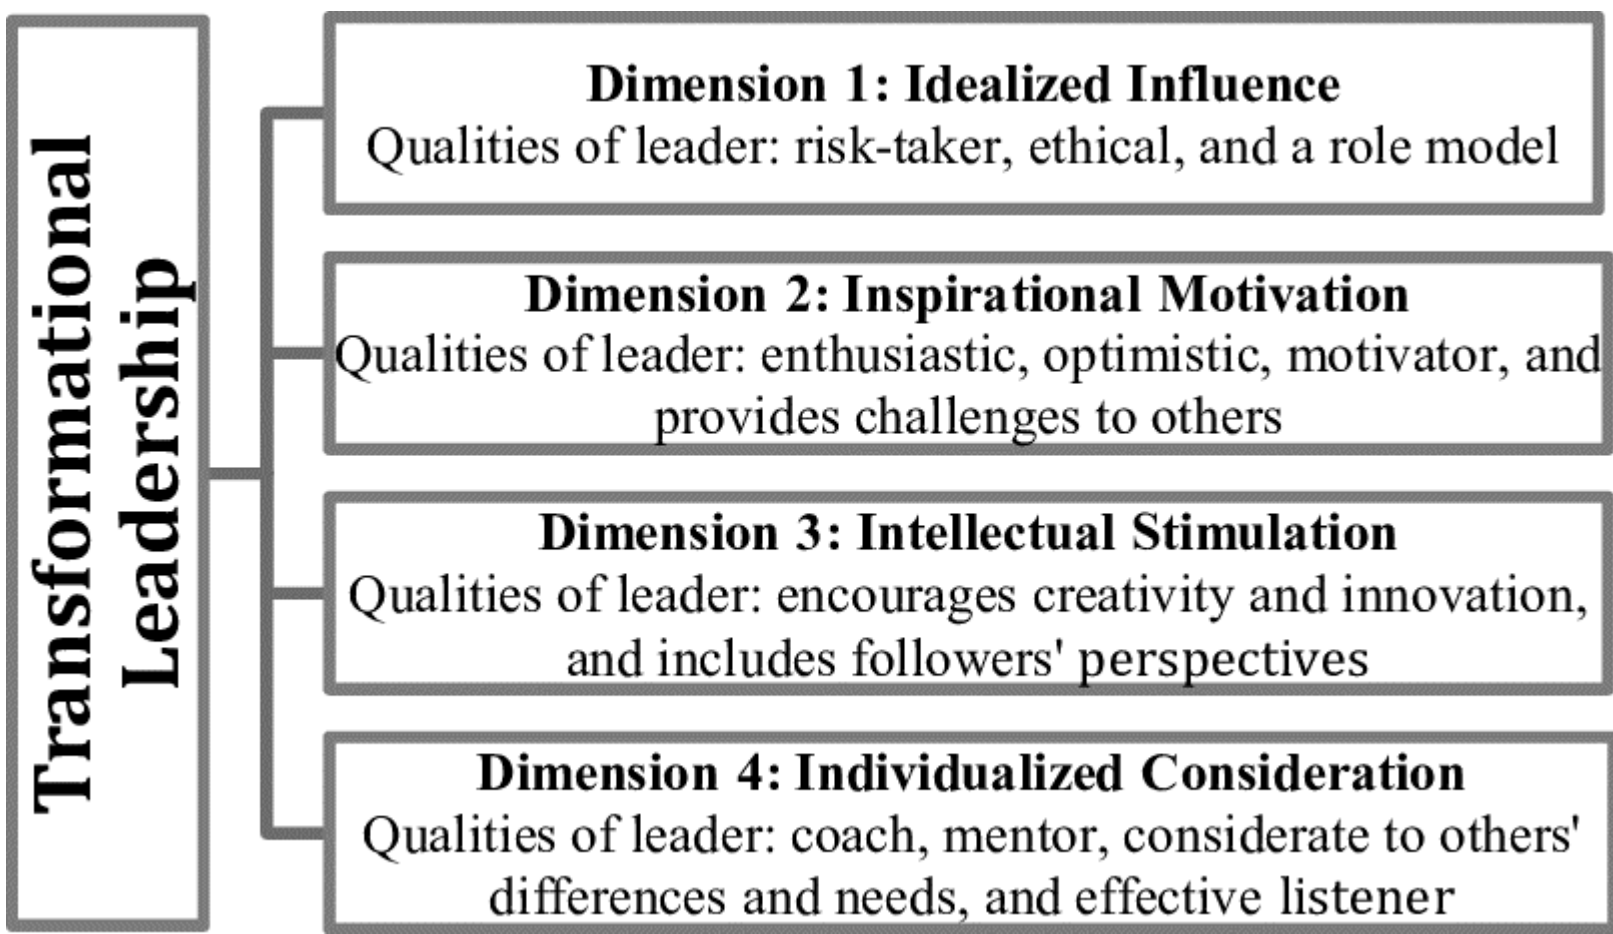 Transformational
Leadership
Dimension 1: Idealized Influence
Qualities of leader: risk-taker, ethical, and a role model
Dimension 2: Inspirational Motivation
Qualities of leader: enthusiastic, optimistic, motivator, and
provides challenges to others
Dimension 3: Intellectual Stimulation
Qualities of leader: encourages creativity and innovation,
and includes followers' perspectives
Dimension 4: Individualized Consideration
Qualities of leader: coach, mentor, considerate to others'
differences and needs, and effective listener